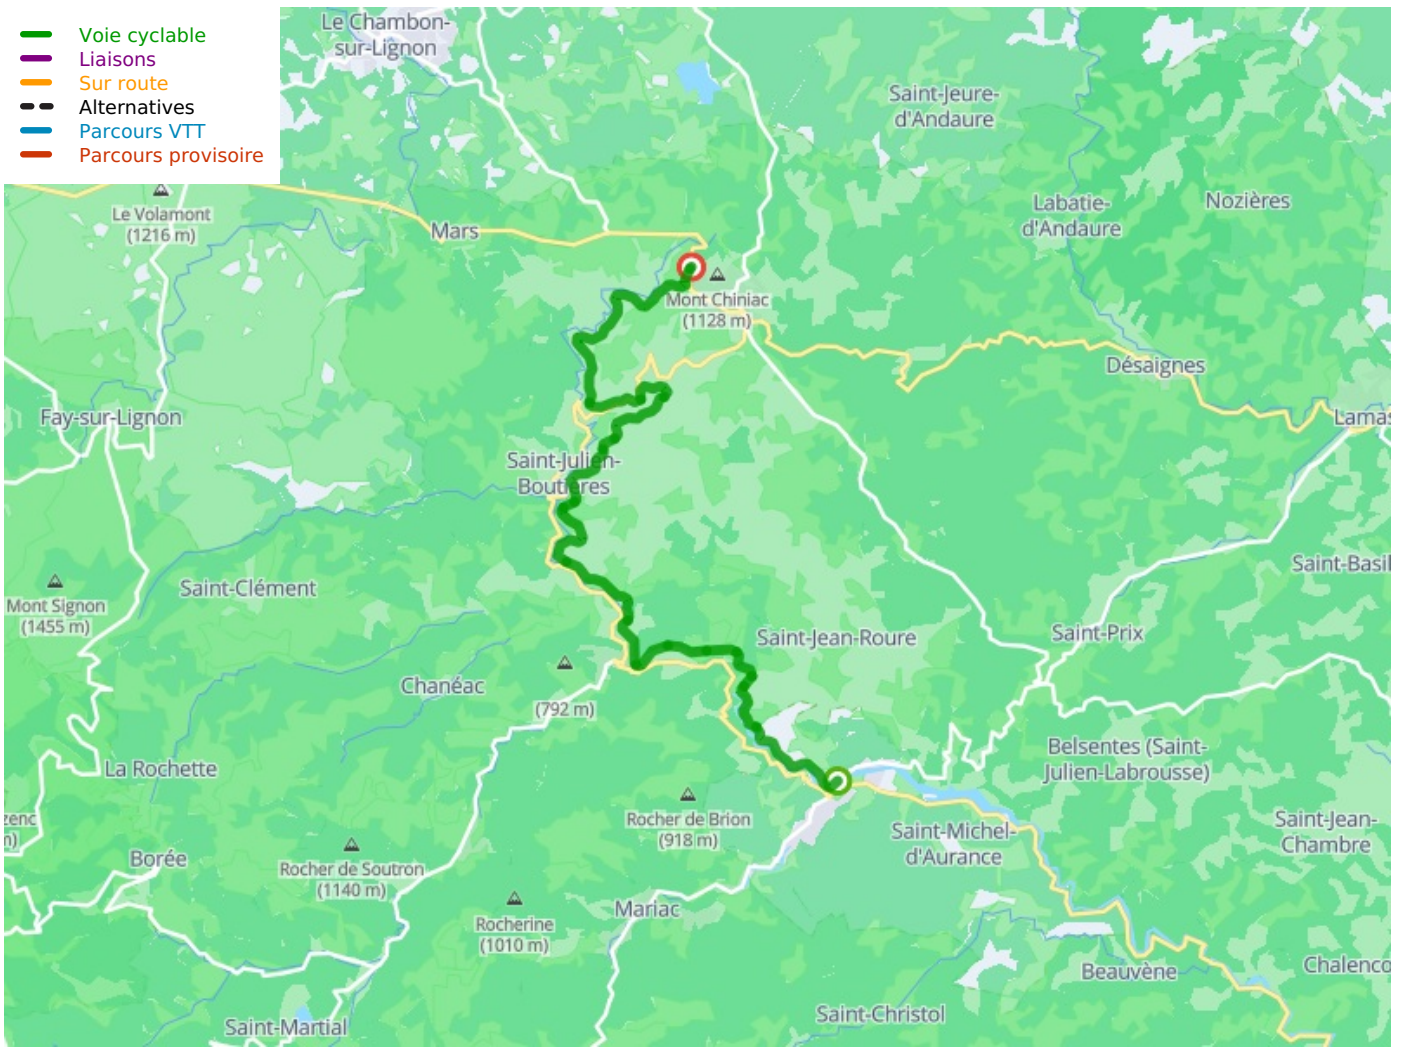 Voie cyclable
Liaisons
Sur route
Alternatives
Parcours VTT
Parcours provisoire
Le Chambon-
sur-Lignon
Saint-Jeure-
d'Andaure
Le Volamont
(1216 m)
Mars
Labatie-
d'Andaure
Nozières
Mont Chiniac
(1128 m)
Désaignes
Fay-sur-Lignon
Lamas
Saint-Julien-
Boutières
Saint-Basil
Saint-Clément
Mont Signon
(1455 m)
Saint-Jean-Roure
Saint-Prix
Chanéac
(792 m)
La Rochette
Belsentes (Saint-
Julien-Labrousse)
zenc
m)
Rocher de Brion
(918 m)
Saint-Michel-
d'Aurance
Saint-Jean-
Chambre
Borée
Rocher de Soutron
(1140 m)
Rocherine
(1010 m)
Mariac
Beauvène
Chalenco
Saint-Christol
Saint-Martial